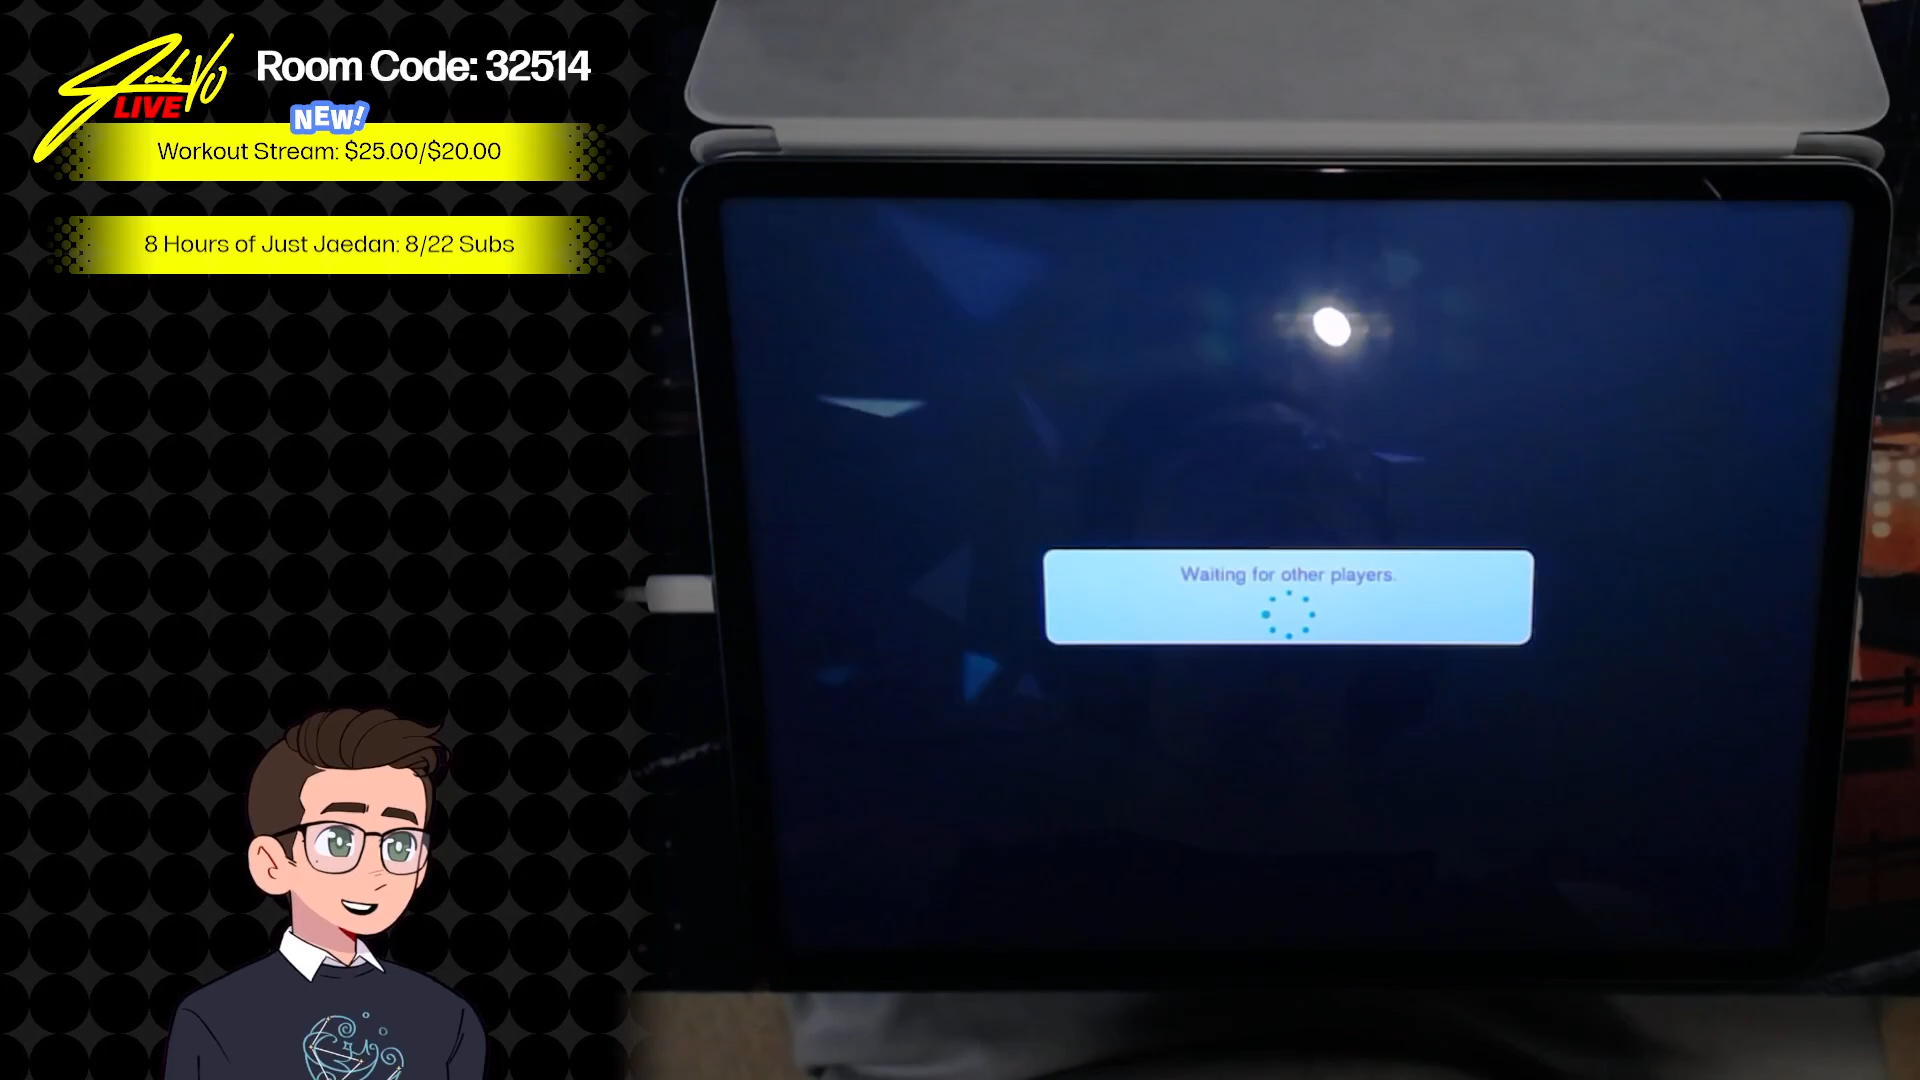 JakeVo
LIVE
Room Code: 32514
NEW!
Workout Stream: $25.00/$20.00
8 Hours of Just Jaedan: 8/22 Subs
Waiting for other players.